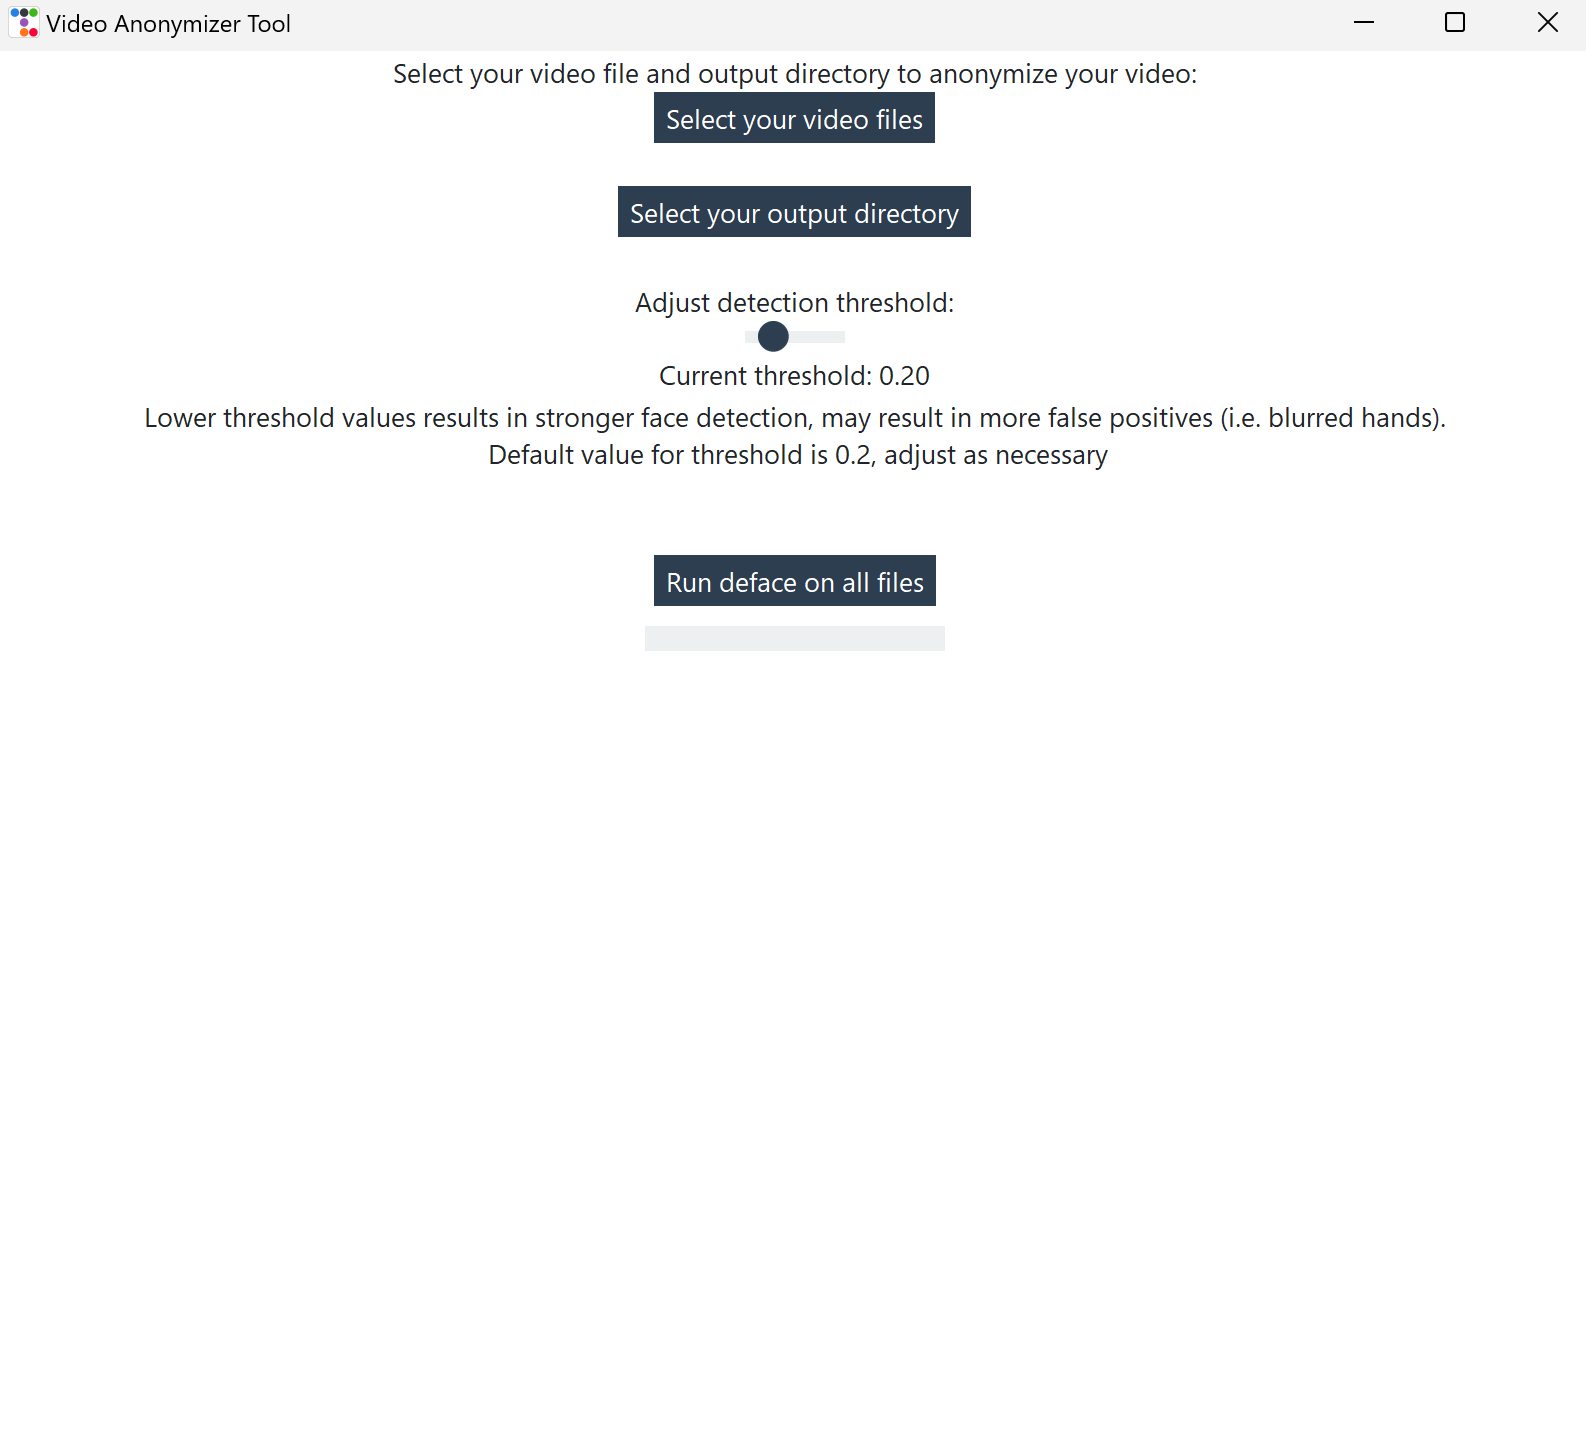 Video Anonymizer Tool
Select your video file and output directory to anonymize your video:
Select your video files
Select your output directory
Adjust detection threshold:
Current threshold: 0.20
Lower threshold values results in stronger face detection, may result in more false positives (i.e. blurred hands).
Default value for threshold is 0.2, adjust as necessary
Run deface on all files